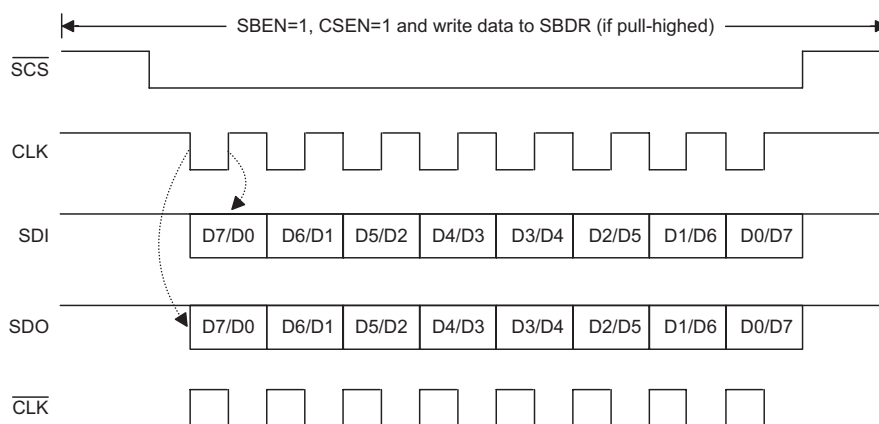 SBEN=1, CSEN=1 and write data to SBDR (if pull-highed)
SCS
CLK
SDI
D7/D0 D6/D1 D5/D2 D4/D3 D3/D4 D2/D5 D1/D6 D0/D7
SDO
D7/D0 D6/D1 D5/D2 D4/D3 D3/D4 D2/D5 D1/D6 D0/D7
CLK